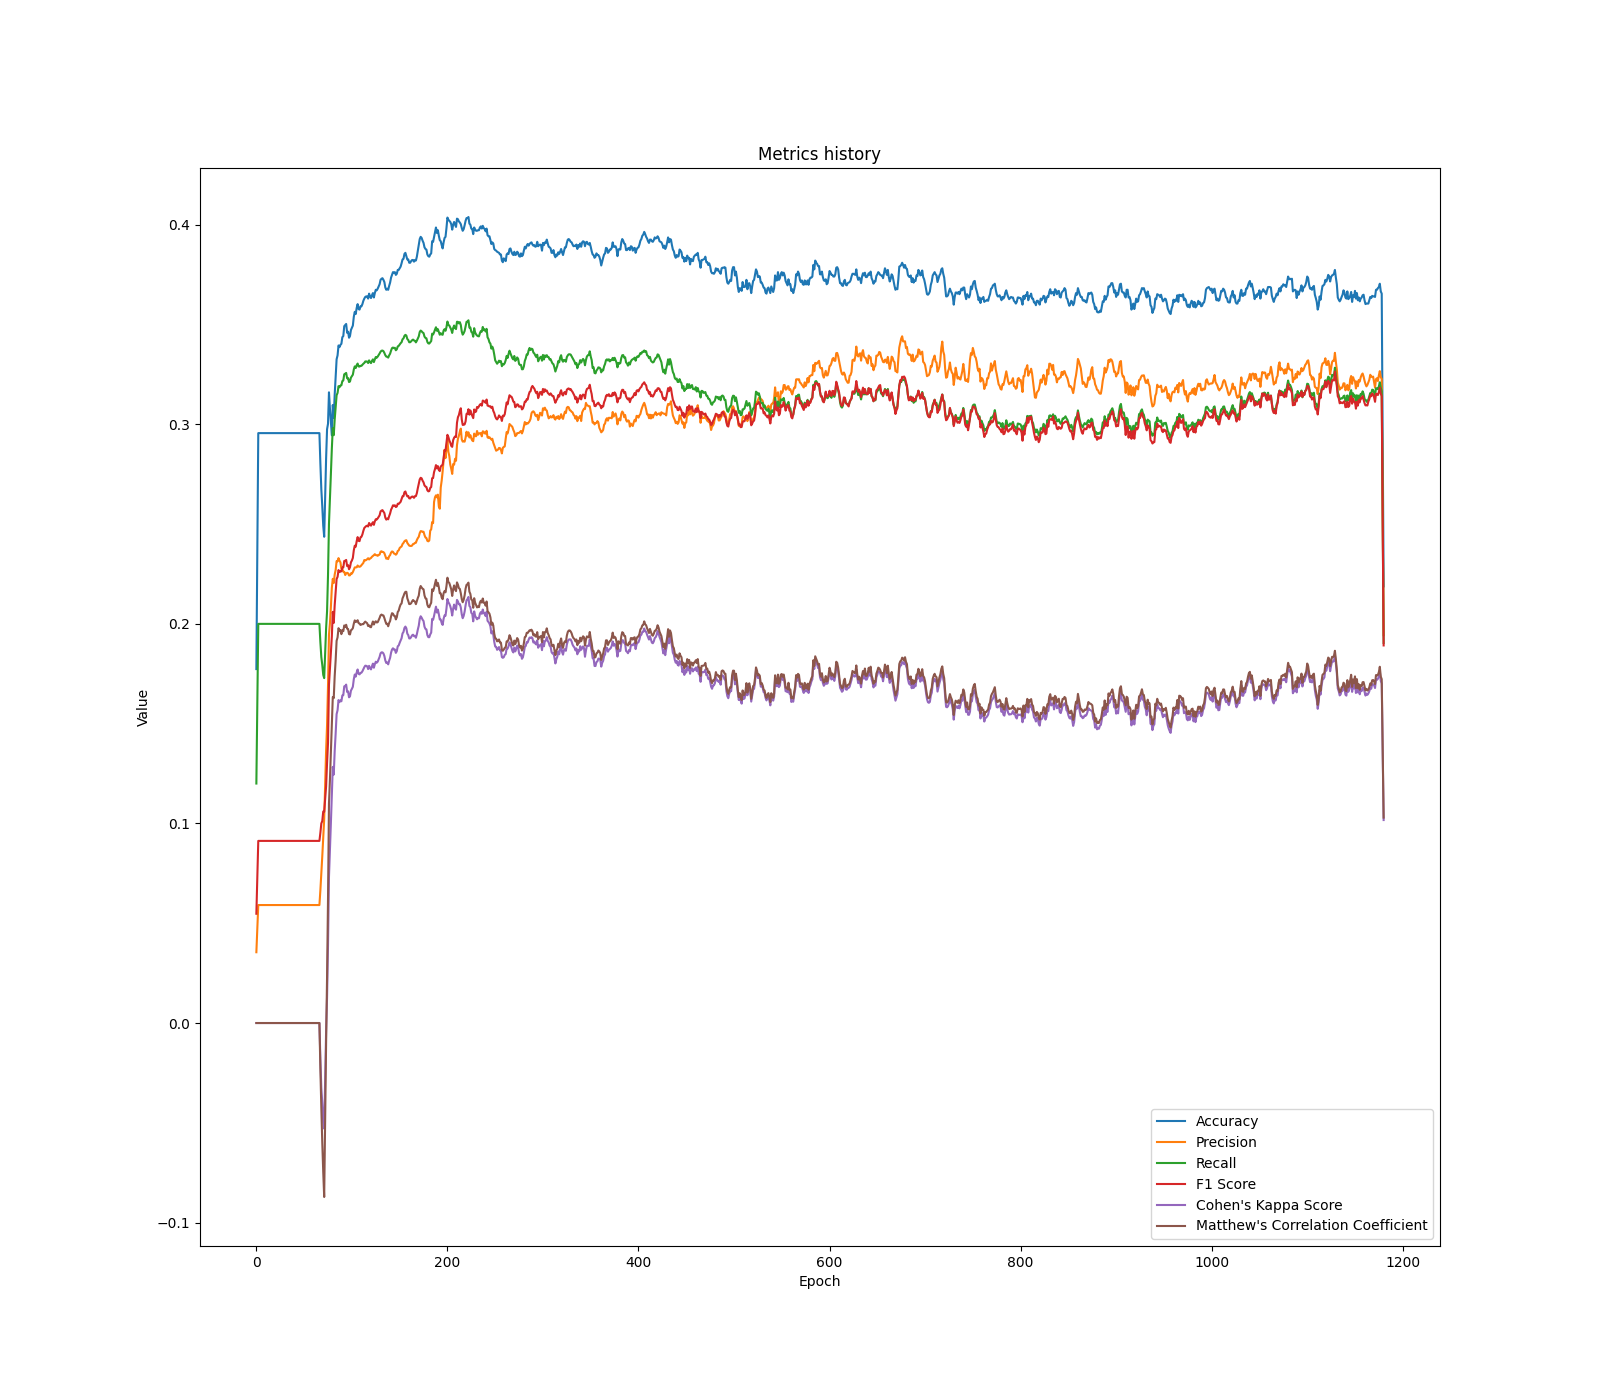 Metrics history
0.4
0.3
0.2
0.1
0.0
−0.1
Value
0
200
400
600
800
1000
1200
Epoch
Accuracy
Precision
Recall
F1 Score
Cohen's Kappa Score
Matthew's Correlation Coefficient